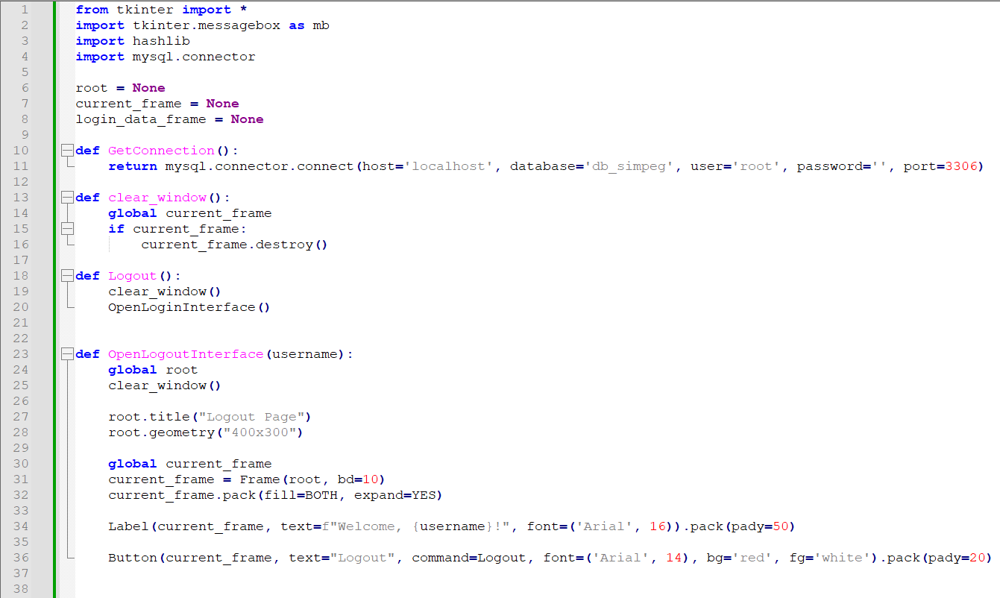 1 from tkinter import *
2 import tkinter.messagebox as mb
3 import hashlib
4 import mysql.connector
5
6 root = None
7 current_frame = None
8 login_data_frame = None
9
10 def GetConnection():
11     return mysql.connector.connect(host='localhost', database='db_simpeg', user='root', password='', port=3306)
12
13 def clear_window():
14     global current_frame
15     if current_frame:
16         current_frame.destroy()
17
18 def Logout():
19     clear_window()
20     OpenLoginInterface()
21
22
23 def OpenLogoutInterface(username):
24     global root
25     clear_window()
26
27     root.title("Logout Page")
28     root.geometry("400x300")
29
30     global current_frame
31     current_frame = Frame(root, bd=10)
32     current_frame.pack(fill=BOTH, expand=YES)
33
34     Label(current_frame, text=f"Welcome, {username}!", font=('Arial', 16)).pack(pady=50)
35
36     Button(current_frame, text="Logout", command=Logout, font=('Arial', 14), bg='red', fg='white').pack(pady=20)
37
38